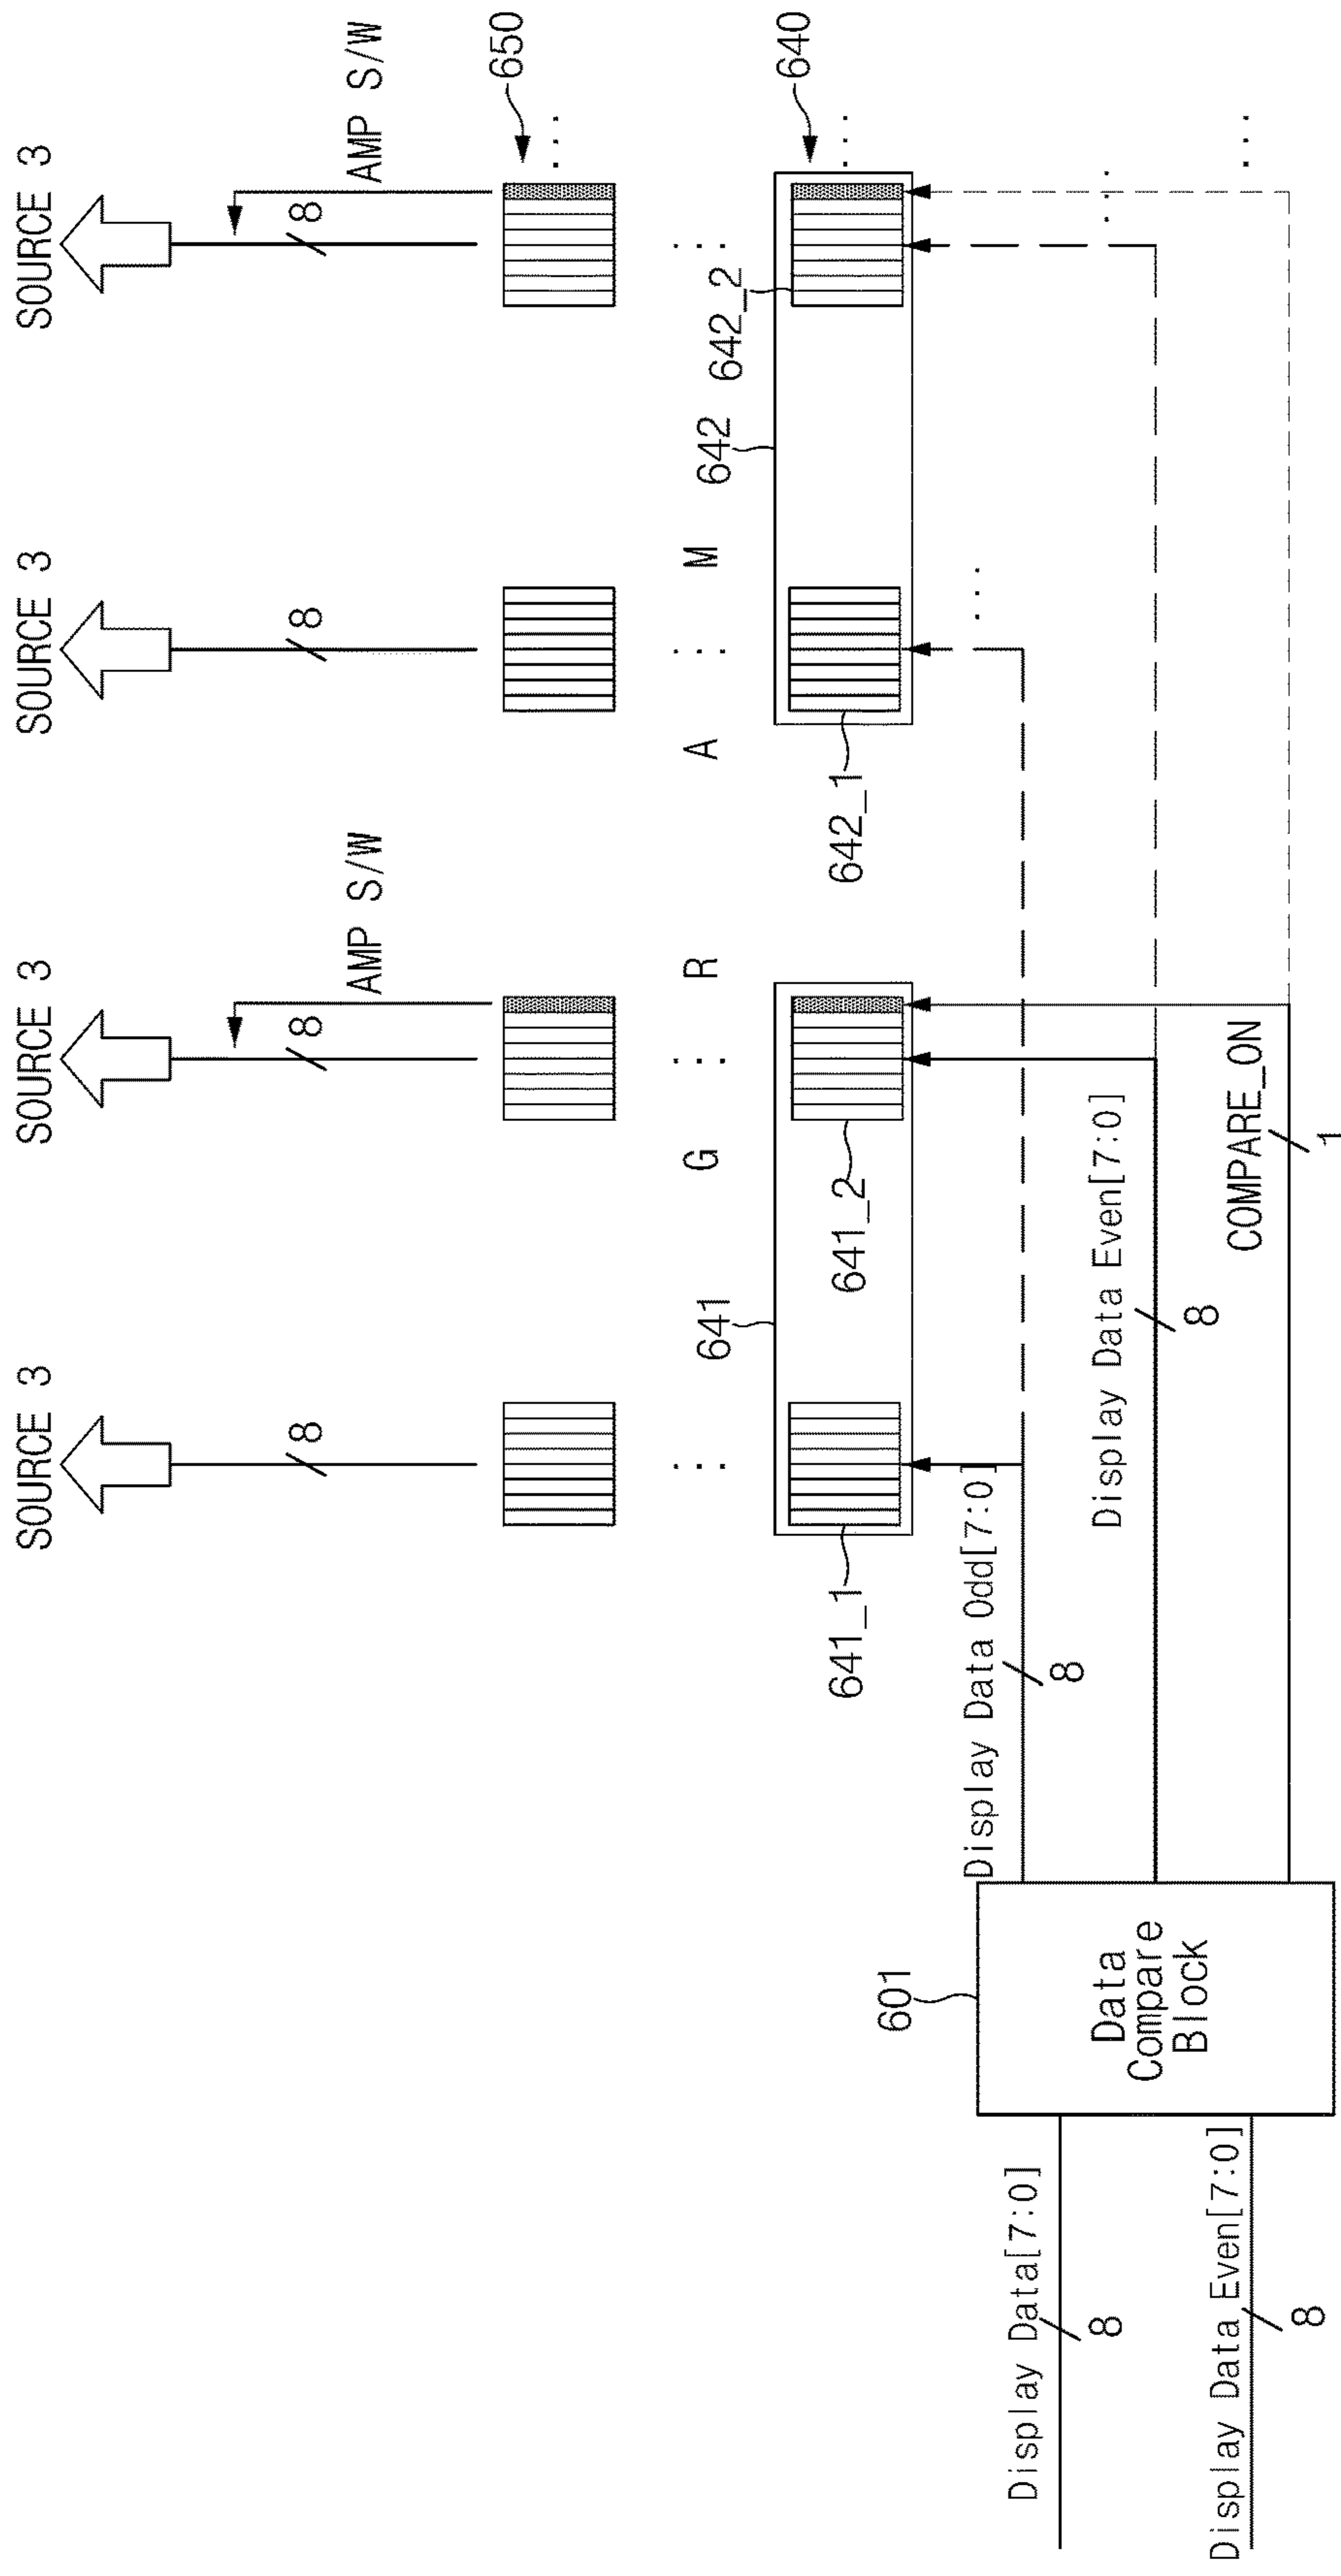 SOURCE 3
SOURCE 3
SOURCE 3
SOURCE 3
8
8
8
8
AMP S/W
AMP S/W
650
...
641
G R A M
642
642_2
640
641_1
641_2
642_1
...
601
Display Data Odd[7:0]
8
...
Display Data[7:0]
8
Data
Compare
Block
Display Data Even[7:0]
8
...
Display Data Even[7:0]
8
COMPARE_ON
1
...